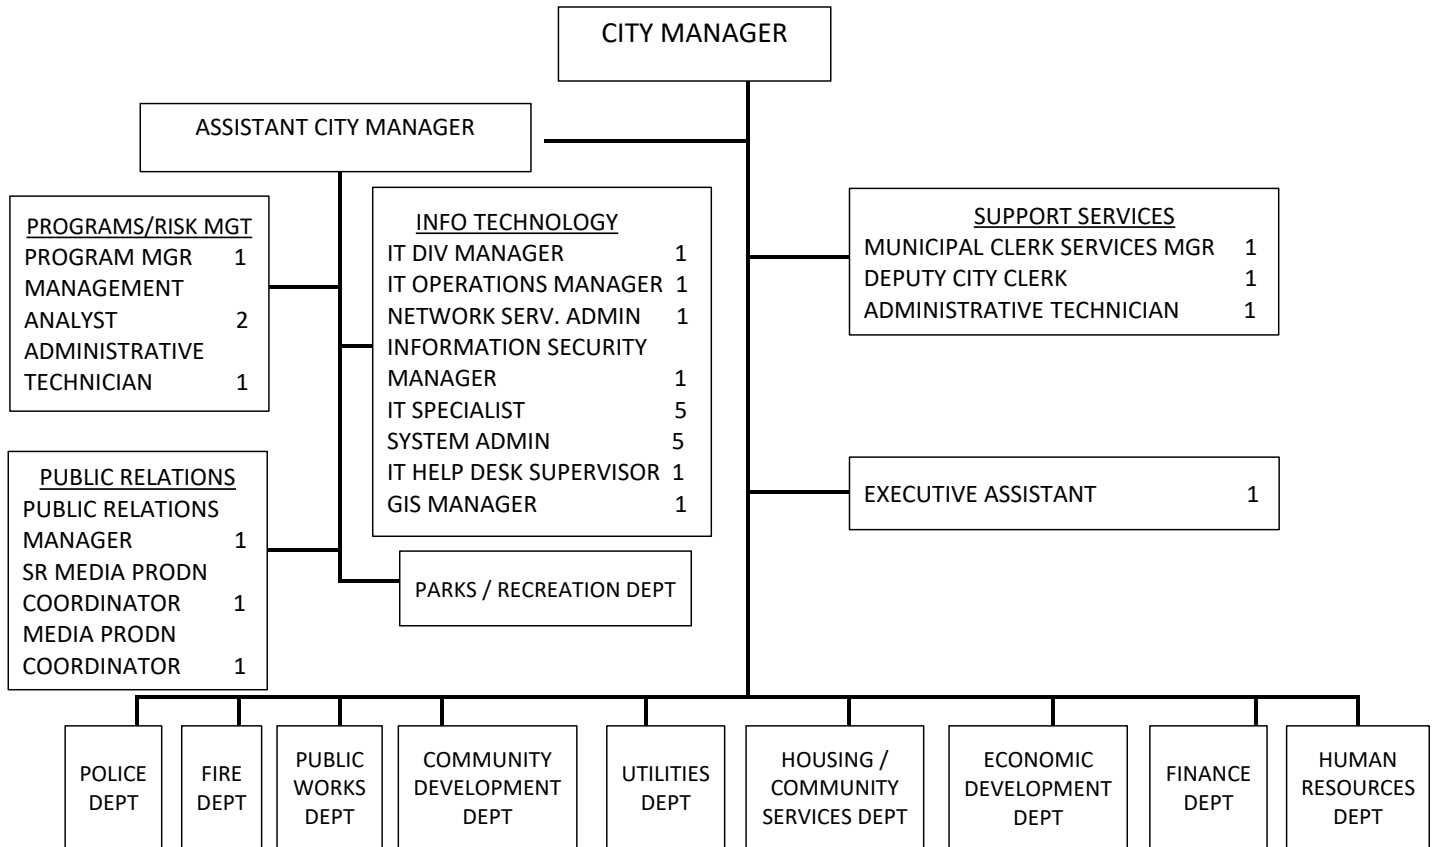 CITY MANAGER
ASSISTANT CITY MANAGER
PROGRAMS/RISK MGT
PROGRAM MGR 1
MANAGEMENT
ANALYST 2
ADMINISTRATIVE
TECHNICIAN 1
INFO TECHNOLOGY
IT DIV MANAGER 1
IT OPERATIONS MANAGER 1
NETWORK SERV. ADMIN 1
INFORMATION SECURITY
MANAGER 1
IT SPECIALIST 5
SYSTEM ADMIN 5
IT HELP DESK SUPERVISOR 1
GIS MANAGER 1
SUPPORT SERVICES
MUNICIPAL CLERK SERVICES MGR 1
DEPUTY CITY CLERK 1
ADMINISTRATIVE TECHNICIAN 1
PUBLIC RELATIONS
PUBLIC RELATIONS
MANAGER 1
SR MEDIA PRODN
COORDINATOR 1
MEDIA PRODN
COORDINATOR 1
EXECUTIVE ASSISTANT 1
PARKS / RECREATION DEPT
POLICE
DEPT
FIRE
DEPT
PUBLIC
WORKS
DEPT
COMMUNITY
DEVELOPMENT
DEPT
UTILITIES
DEPT
HOUSING /
COMMUNITY
SERVICES DEPT
ECONOMIC
DEVELOPMENT
DEPT
FINANCE
DEPT
HUMAN
RESOURCES
DEPT